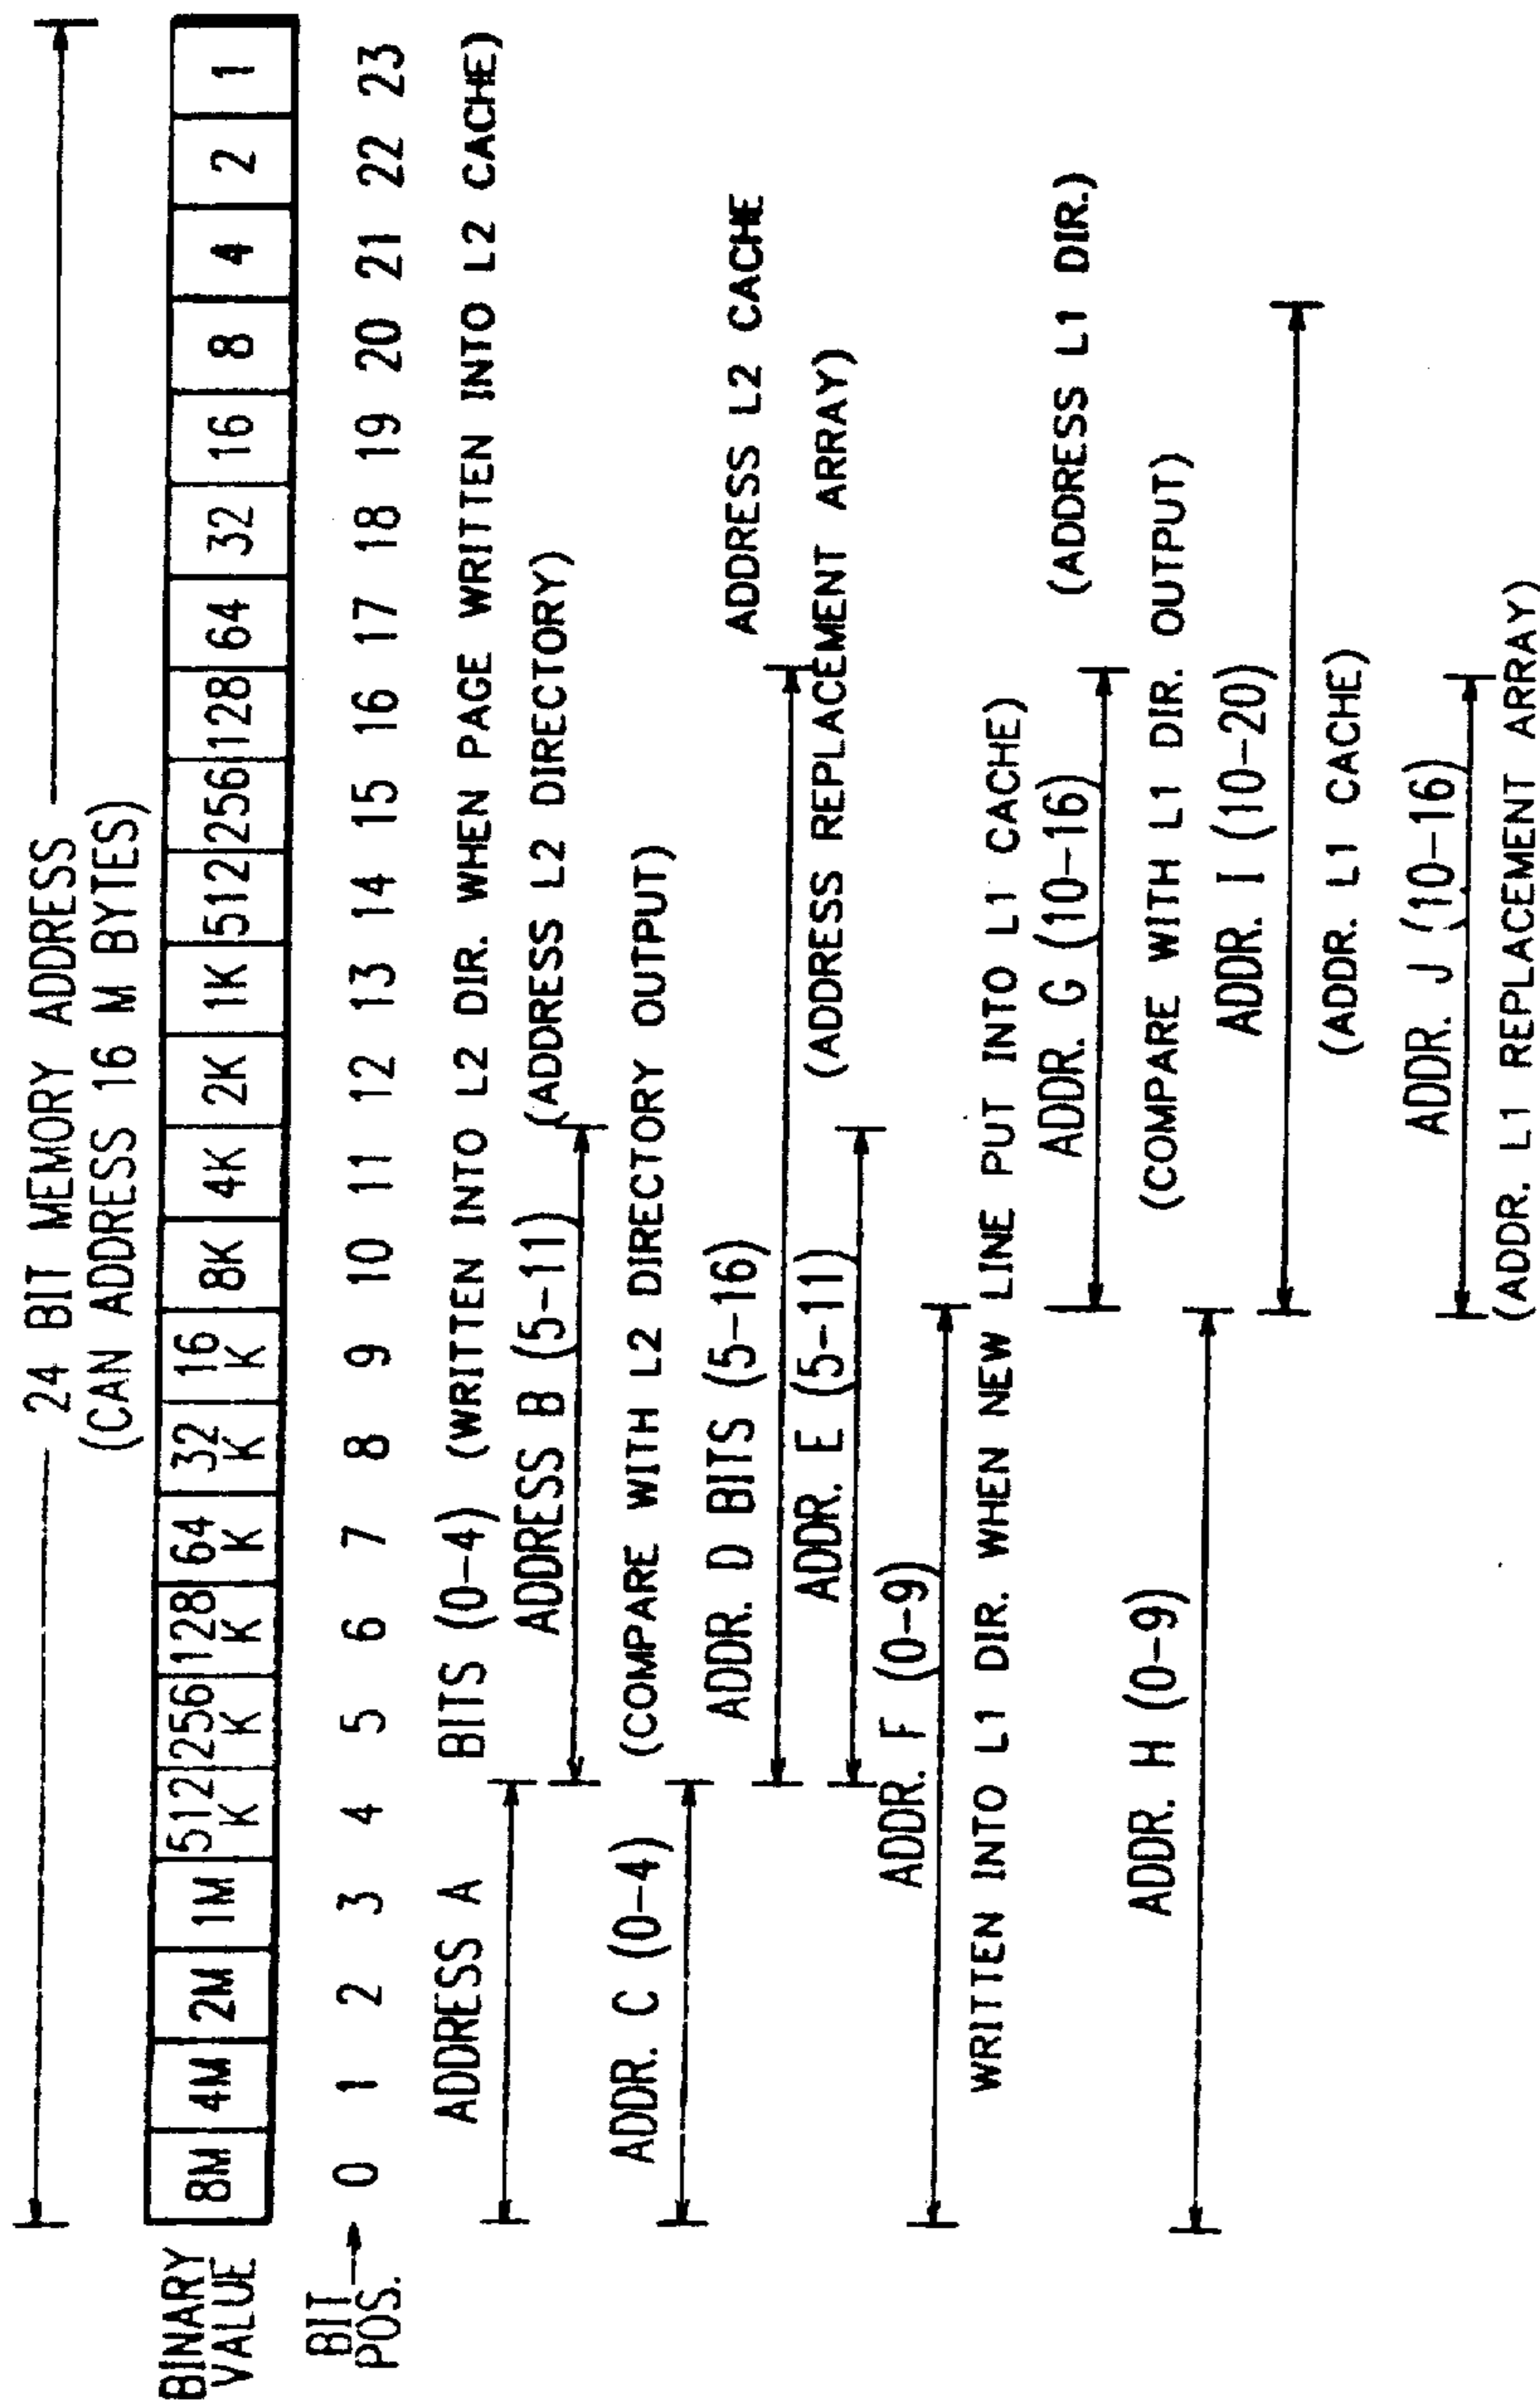 24 BIT MEMORY ADDRESS
(CAN ADDRESS 16 M BYTES)
BINARY VALUE
8M 4M 2M 1M 512K 256K 128K 64K 32K 16K 8K 4K 2K 1K 512 256 128 64 32 16 8 4 2 1
BIT POS. 0 1 2 3 4 5 6 7 8 9 10 11 12 13 14 15 16 17 18 19 20 21 22 23
ADDRESS A BITS (0-4) (WRITTEN INTO L2 DIR. WHEN PAGE WRITTEN INTO L2 CACHE)
ADDRESS B (5-11) (ADDRESS L2 DIRECTORY)
ADDR. C (0-4) (COMPARE WITH L2 DIRECTORY OUTPUT)
ADDR. D BITS (5-16) ADDRESS L2 CACHE
ADDR. E (5-11) (ADDRESS REPLACEMENT ARRAY)
ADDR. F (0-9)
WRITTEN INTO L1 DIR. WHEN NEW LINE PUT INTO L1 CACHE)
ADDR. G (10-16) (ADDRESS L1 DIR.)
ADDR. H (0-9) (COMPARE WITH L1 DIR. OUTPUT)
ADDR. I (10-20)
(ADDR. L1 CACHE)
ADDR. J (10-16)
(ADDR. L1 REPLACEMENT ARRAY)